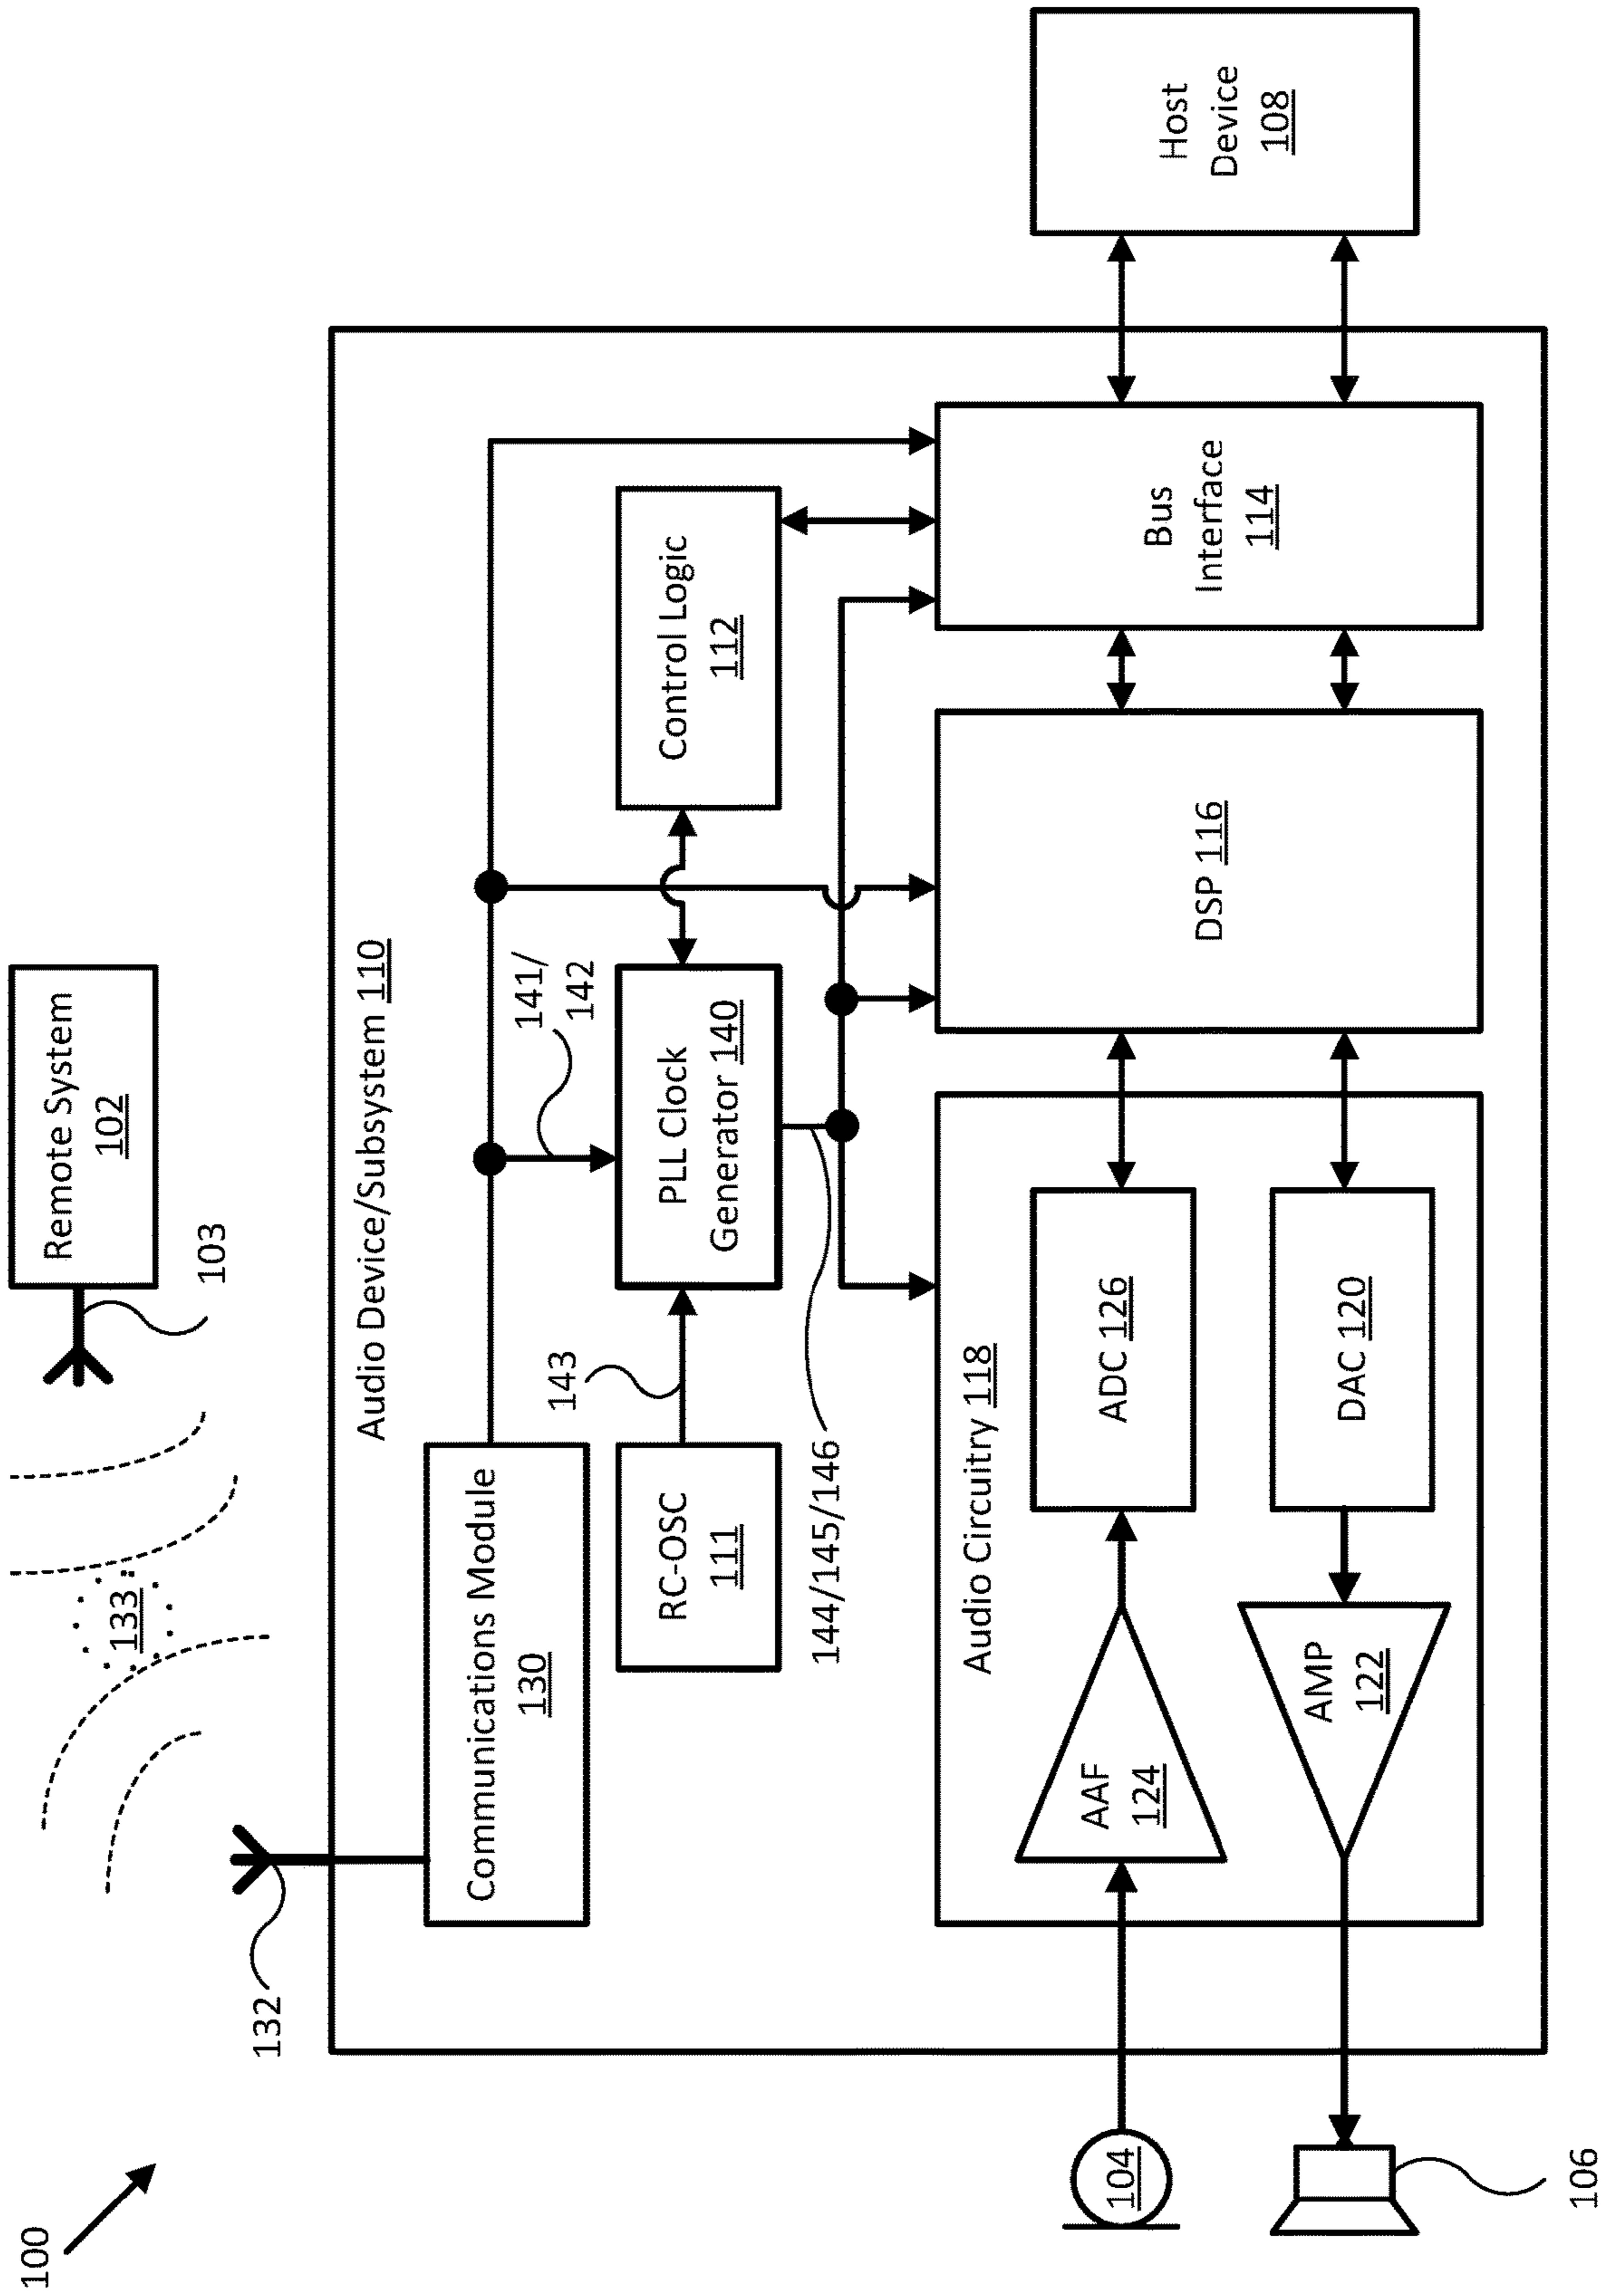 100
Remote System
102
103
133
132
Audio Device/Subsystem 110
Communications Module
130
141/
142
RC-OSC
111
143
PLL Clock
Generator 140
Control Logic
112
144/145/146
Audio Circuitry 118
AAF
124
ADC 126
AMP
122
DAC 120
DSP 116
Bus
Interface
114
Host
Device
108
104
106